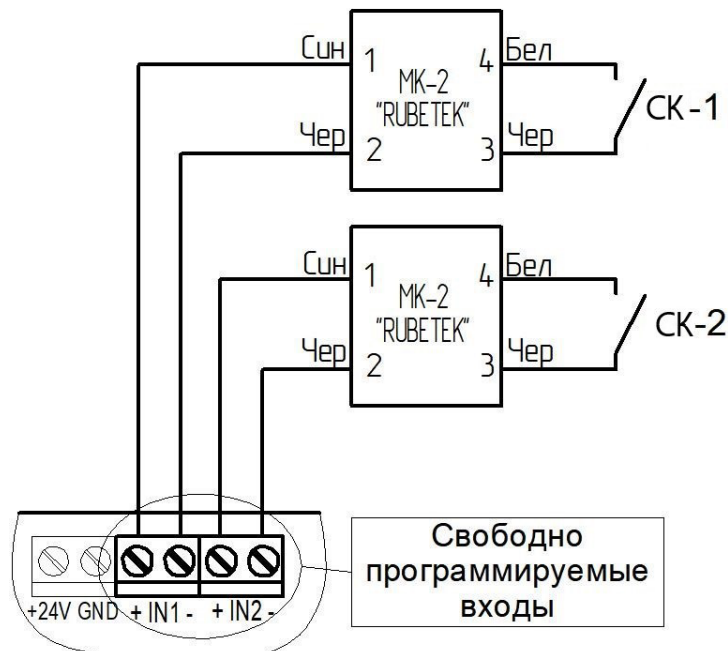 Син 1 4 Бел
МК-2
"RUBETEK"
СК-1
Чер 2 3 Чер
Син 1 4 Бел
МК-2
"RUBETEK"
СК-2
Чер 2 3 Чер
Свободно
программируемые
входы
+24V GND + IN1 - + IN2 -